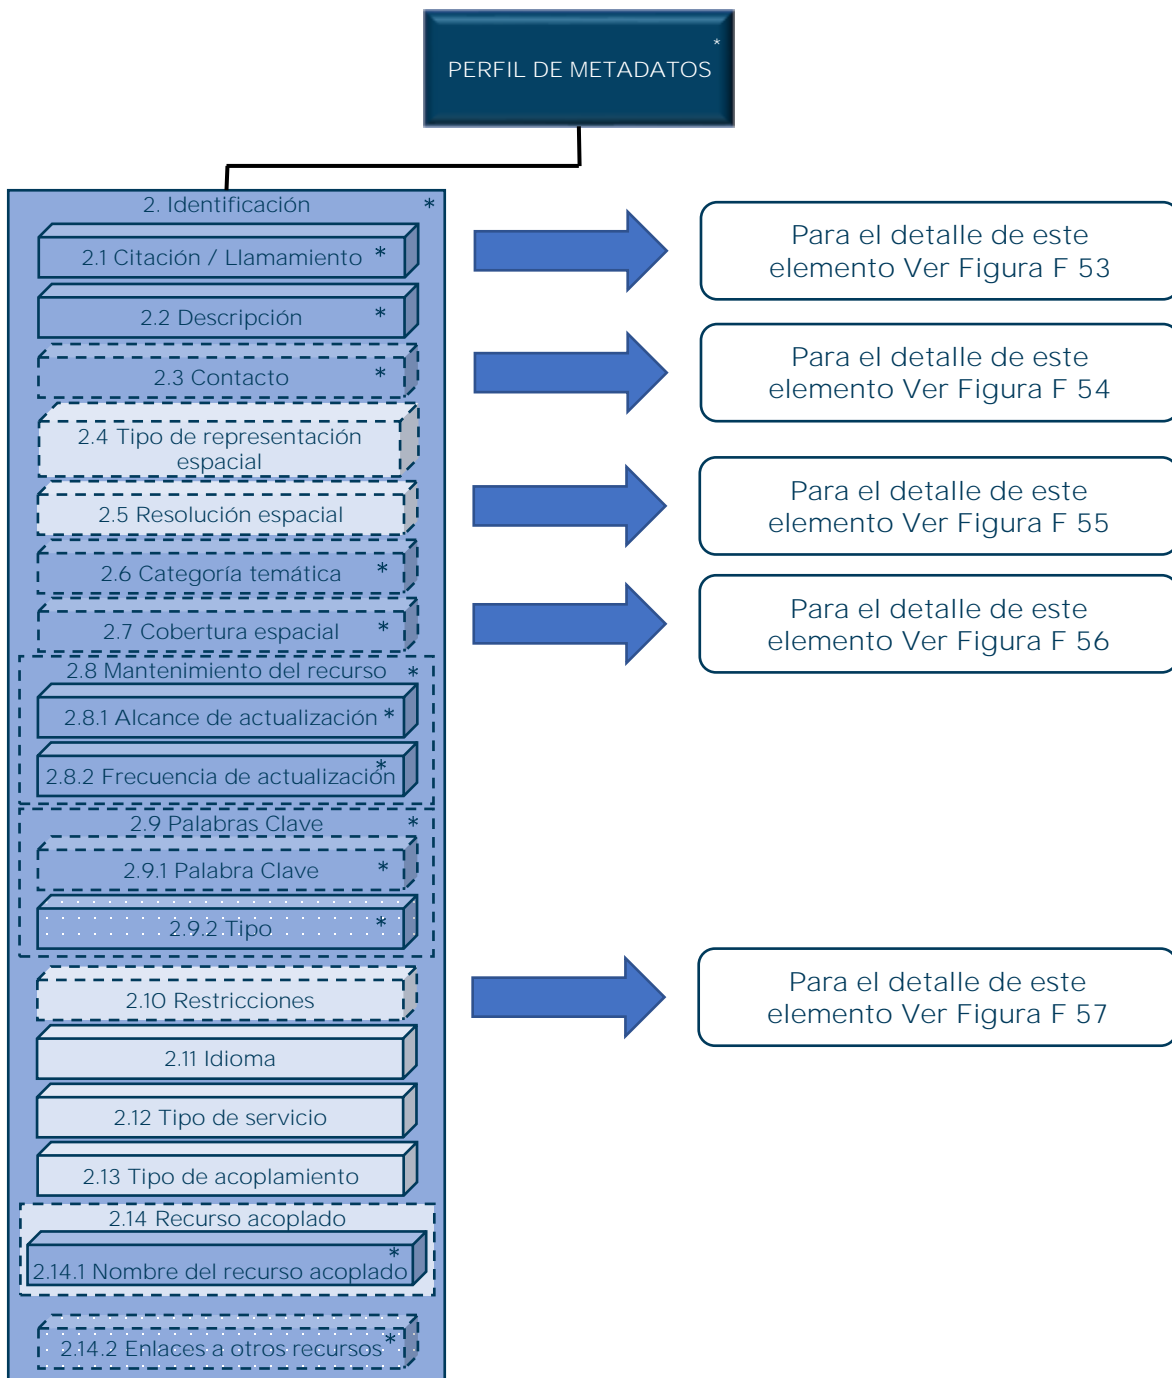 *
PERFIL DE METADATOS
2. Identificación *
2.1 Citación / Llamamiento *
Para el detalle de este
elemento Ver Figura F 53
2.2 Descripción *
2.3 Contacto *
Para el detalle de este
elemento Ver Figura F 54
2.4 Tipo de representación
espacial
2.5 Resolución espacial
Para el detalle de este
elemento Ver Figura F 55
2.6 Categoría temática *
2.7 Cobertura espacial *
Para el detalle de este
elemento Ver Figura F 56
2.8 Mantenimiento del recurso *
2.8.1 Alcance de actualización *
2.8.2 Frecuencia de actualización *
2.9 Palabras Clave *
2.9.1 Palabra Clave *
2.9.2 Tipo *
2.10 Restricciones
Para el detalle de este
elemento Ver Figura F 57
2.11 Idioma
2.12 Tipo de servicio
2.13 Tipo de acoplamiento
2.14 Recurso acoplado
2.14.1 Nombre del recurso acoplado *
2.14.2 Enlaces a otros recursos *